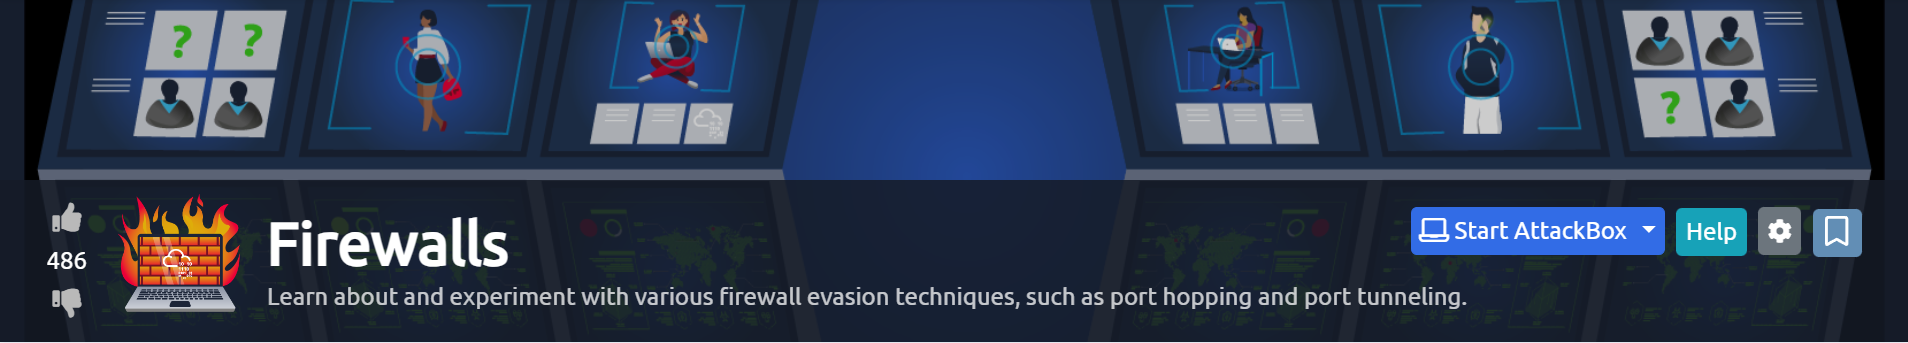 ? ?
?
486
Firewalls
Learn about and experiment with various firewall evasion techniques, such as port hopping and port tunneling.
Start AttackBox
Help